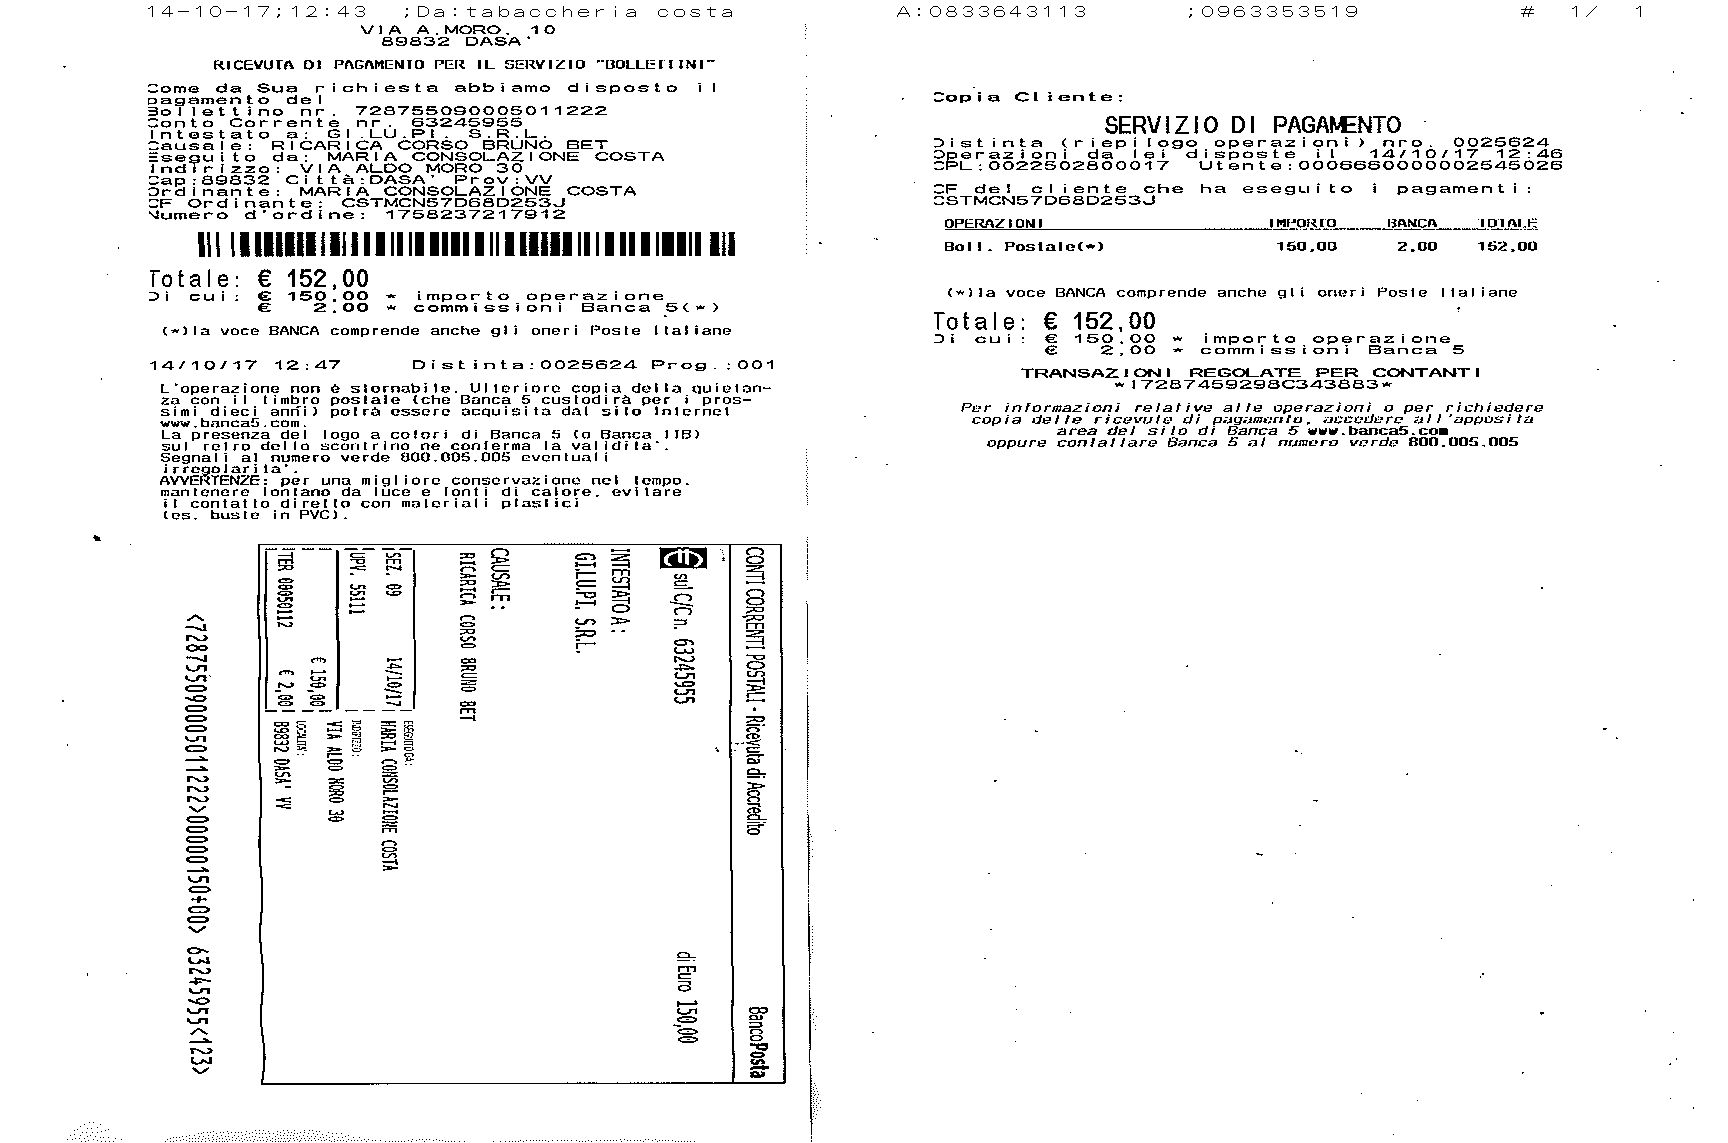 14-10-17;12:43 ;Da:tabaccheria costa A:0833643113 ;0963353519 # 1/ 1
VIA A.MORO, 10
89832 DASA'
RICEVUTA DI PAGAMENTO PER IL SERVIZIO "BOLLETTINI"
Come da Sua richiesta abbiamo disposto il
pagamento del
Bollettino nr. 728755090005011222
Conto Corrente nr. 63245955
Intestato a: GI.LU.PI. S.R.L.
Causale: RICARICA CORSO BRUNO BET
Eseguito da: MARIA CONSOLAZIONE COSTA
Indirizzo: VIA ALDO MORO 30
Cap:89832 Città:DASA' Prov:VV
Ordinante: MARIA CONSOLAZIONE COSTA
CF Ordinante: CSTMCN57D68D253J
Numero d'ordine: 1758237217912
Totale: € 152,00
Di cui: € 150,00 * importo operazione
€ 2,00 * commissioni Banca 5(*)
(*)la voce BANCA comprende anche gli oneri Poste Italiane
14/10/17 12:47 Distinta:0025624 Prog.:001
L'operazione non è stornabile. Ulteriore copia della quietan-
za con il timbro postale (che Banca 5 custodirà per i pros-
simi dieci anni) potrà essere acquisita dal sito Internet
www.banca5.com.
La presenza del logo a colori di Banca 5 (o Banca ITB)
sul retro dello scontrino ne conferma la validita'.
Segnali al numero verde 800.005.005 eventuali
irregolarita'.
AVVERTENZE: per una migliore conservazione nel tempo,
mantenere lontano da luce e fonti di calore, evitare
il contatto diretto con materiali plastici
(es. buste in PVC).
CONTI CORRENTI POSTALI - Ricevuta di Accredito BancoPosta
sul C/C n. 63245955 di Euro 150,00
INTESTATO A:
GI.LU.PI. S.R.L.
CAUSALE:
RICARICA CORSO BRUNO BET
SEZ. 09 14/10/17
UPV. 55111
€ 150,00
TER 00050112 € 2,00
ESEGUITO DA:
MARIA CONSOLAZIONE COSTA
INDIRIZZO:
VIA ALDO MORO 30
LOCALITA':
89832 DASA' VV
<728755090005011222>00000150+00> 63245955<123>
Copia Cliente:
SERVIZIO DI PAGAMENTO
Distinta (riepilogo operazioni) nro. 0025624
Operazioni da lei disposte il 14/10/17 12:46
CPL:0022502800017 Utente:000666000002545025
CF del cliente che ha eseguito i pagamenti:
CSTMCN57D68D253J
OPERAZIONI IMPORTO BANCA TOTALE
Boll. Postale(*) 150,00 2,00 152,00
(*)la voce BANCA comprende anche gli oneri Poste Italiane
Totale: € 152,00
Di cui: € 150,00 * importo operazione
€ 2,00 * commissioni Banca 5
TRANSAZIONI REGOLATE PER CONTANTI
*17287459298C343883*
Per informazioni relative alle operazioni o per richiedere
copia delle ricevute di pagamento, accedere all'apposita
area del sito di Banca 5 www.banca5.com
oppure contattare Banca 5 al numero verde 800.005.005